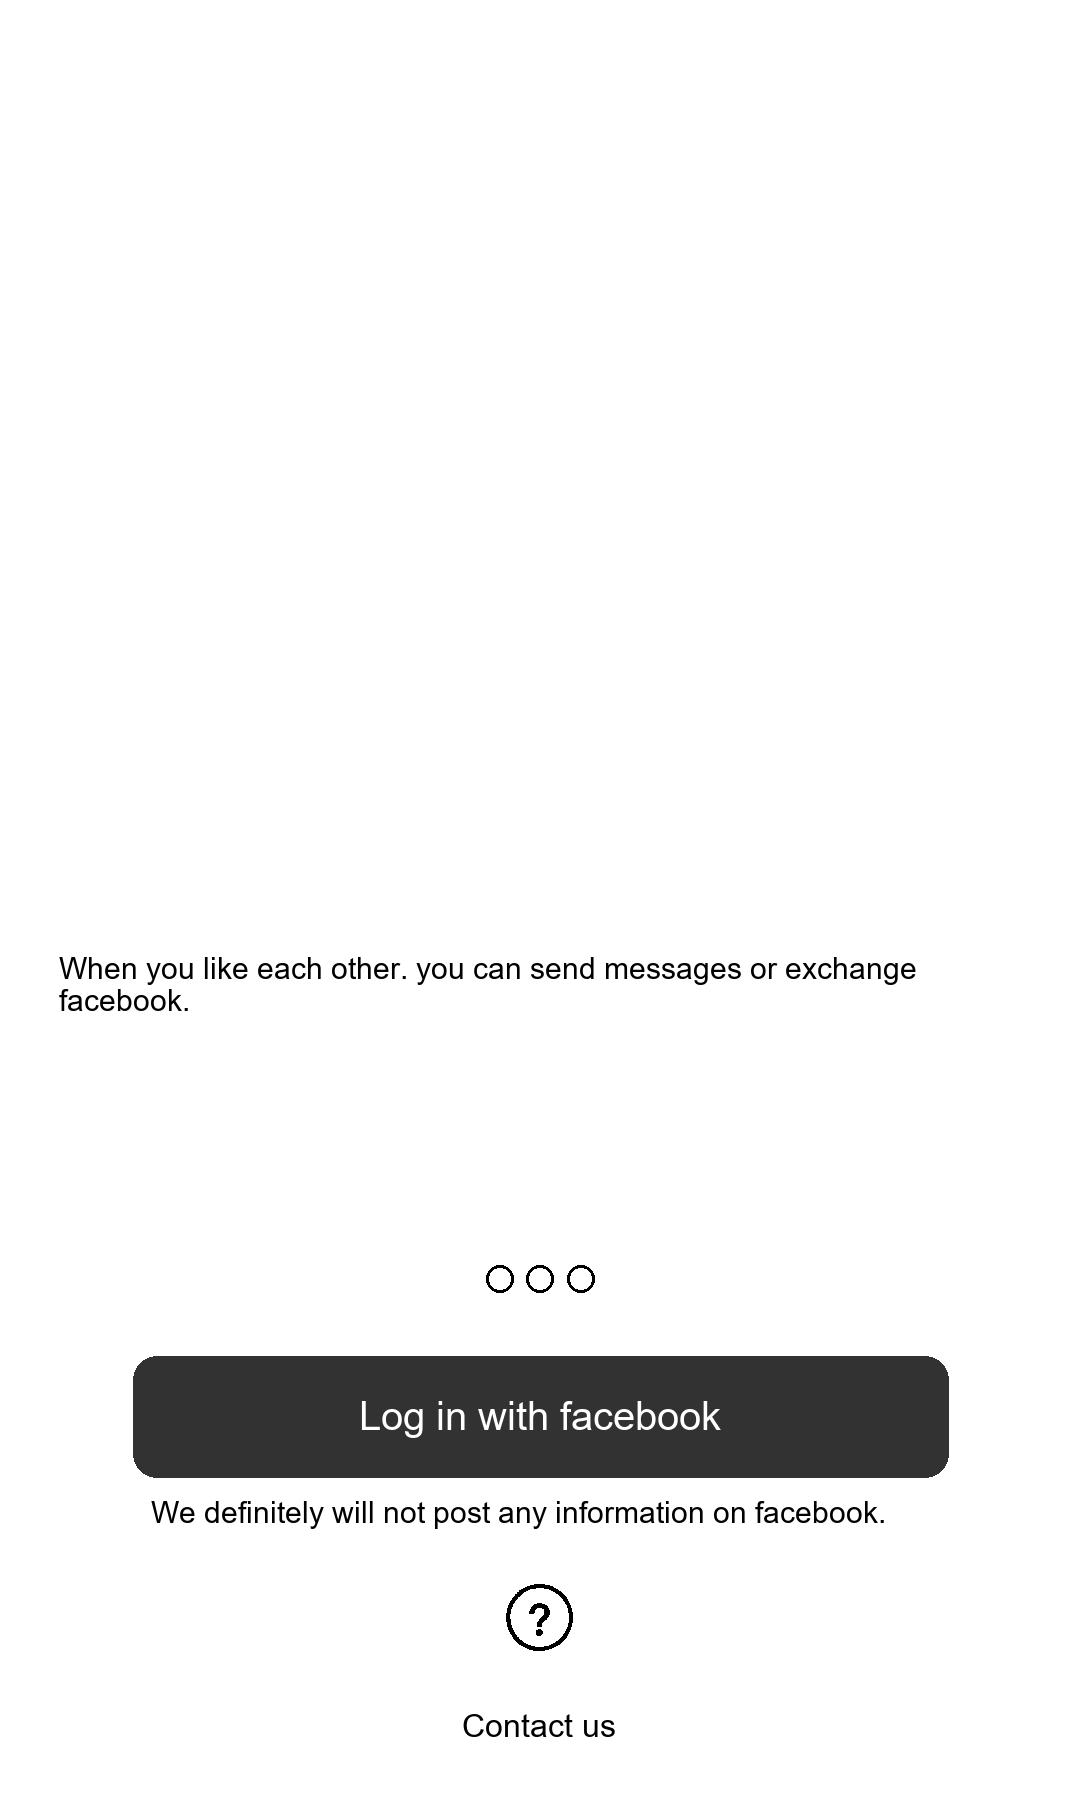 When you like each other. you can send messages or exchange
facebook.
Log in with facebook
We definitely will not post any information on facebook.
?
Contact us